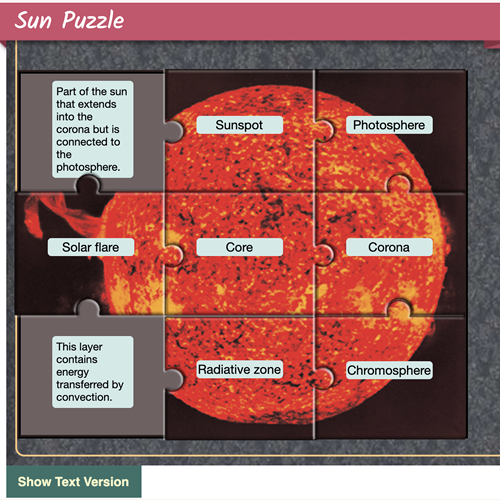 Sun Puzzle
Part of the sun
that extends
into the
corona but is
connected to
the
photosphere.
Sunspot
Photosphere
Solar flare
Core
Corona
This layer
contains
energy
transferred by
convection.
Radiative zone
Chromosphere
Show Text Version